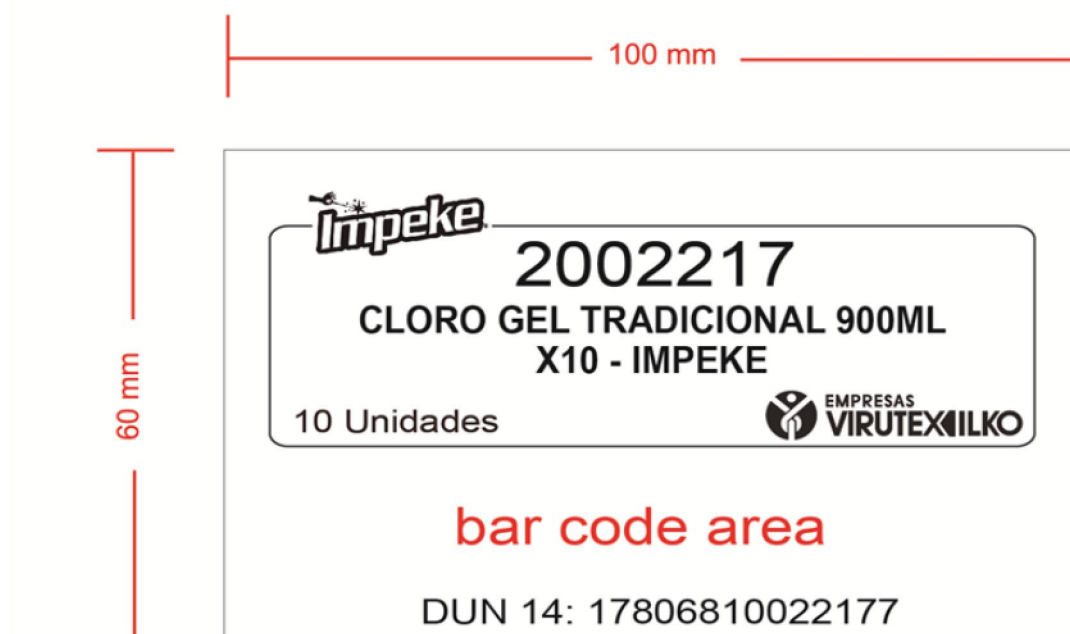 100 mm
60 mm
Impeke
2002217
CLORO GEL TRADICIONAL 900ML
X10 - IMPEKE
10 Unidades
EMPRESAS
VIRUTEX ILKO
bar code area
DUN 14: 17806810022177